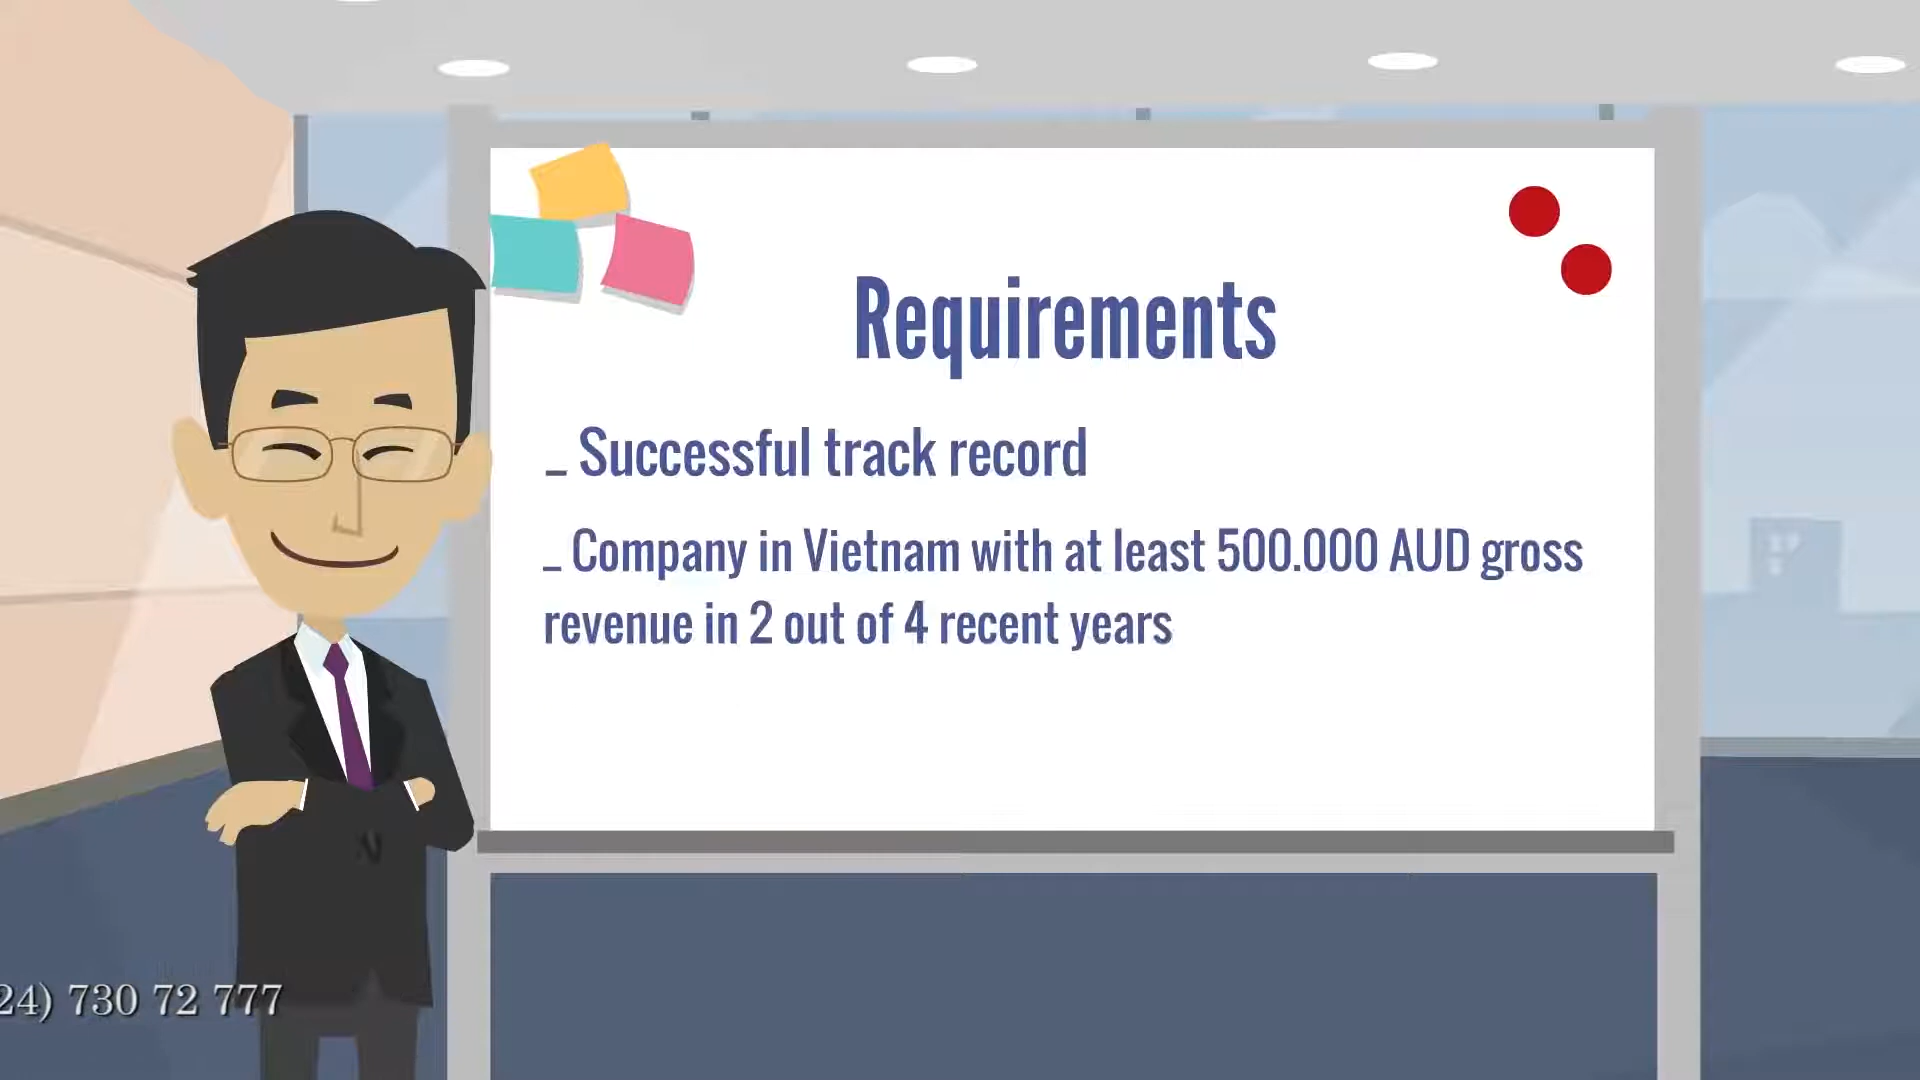 Requirements
_ Successful track record
_ Company in Vietnam with at least 500.000 AUD gross
revenue in 2 out of 4 recent years
24) 730 72 777